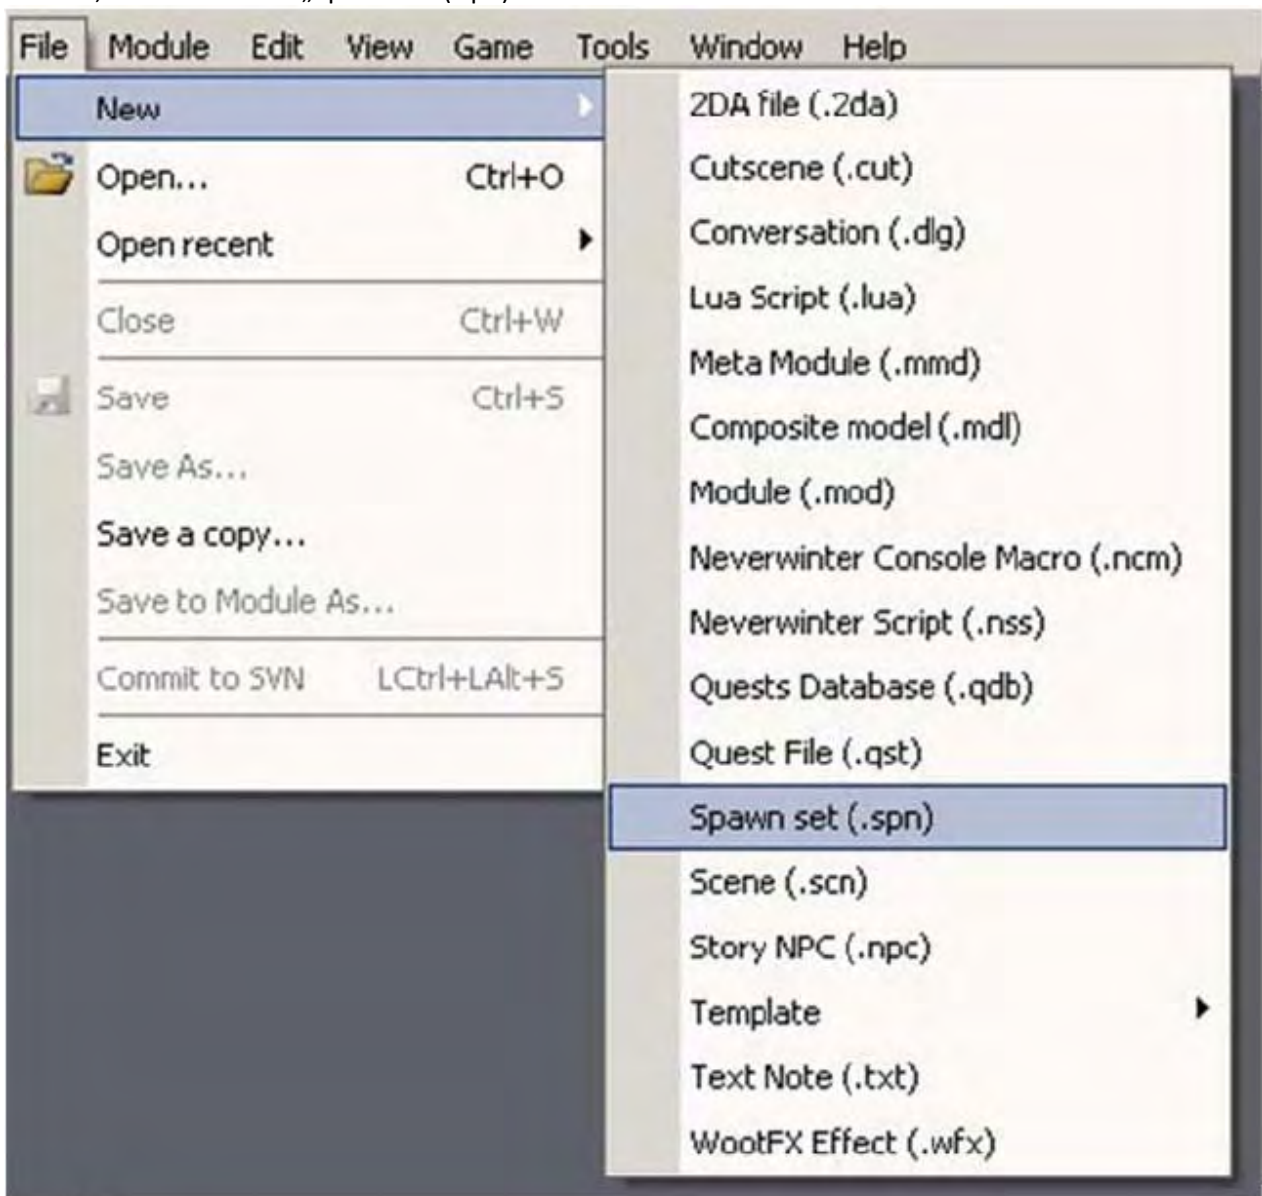 File Module Edit View Game Tools Window Help
New
Open... Ctrl+O
Open recent
Close Ctrl+W
Save Ctrl+S
Save As...
Save a copy...
Save to Module As...
Commit to SVN LCtrl+LAlt+S
Exit
2DA file (.2da)
Cutscene (.cut)
Conversation (.dlg)
Lua Script (.lua)
Meta Module (.mmd)
Composite model (.mdl)
Module (.mod)
Neverwinter Console Macro (.ncm)
Neverwinter Script (.nss)
Quests Database (.qdb)
Quest File (.qst)
Spawn set (.spn)
Scene (.scn)
Story NPC (.npc)
Template
Text Note (.txt)
WootFX Effect (.wfx)